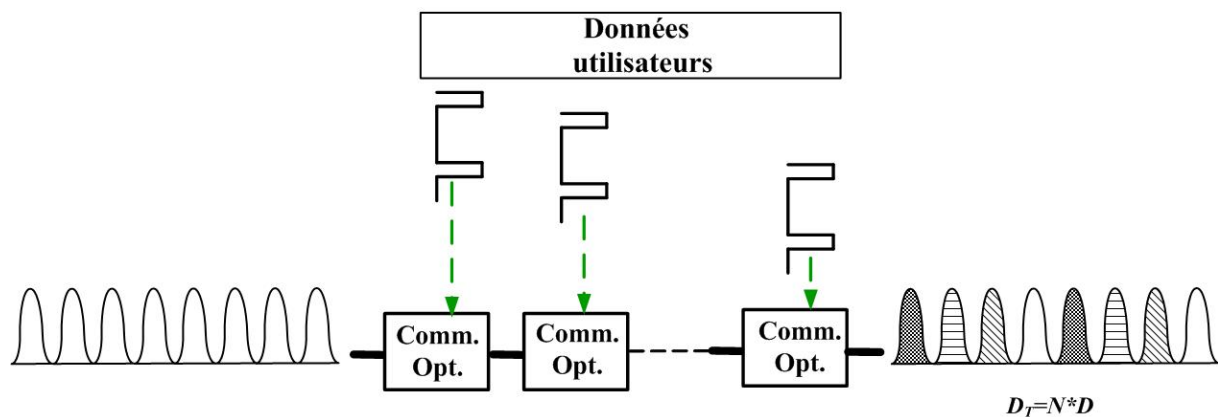 Données
utilisateurs
Comm.
Opt.
Comm.
Opt.
Comm.
Opt.
D_T=N*D